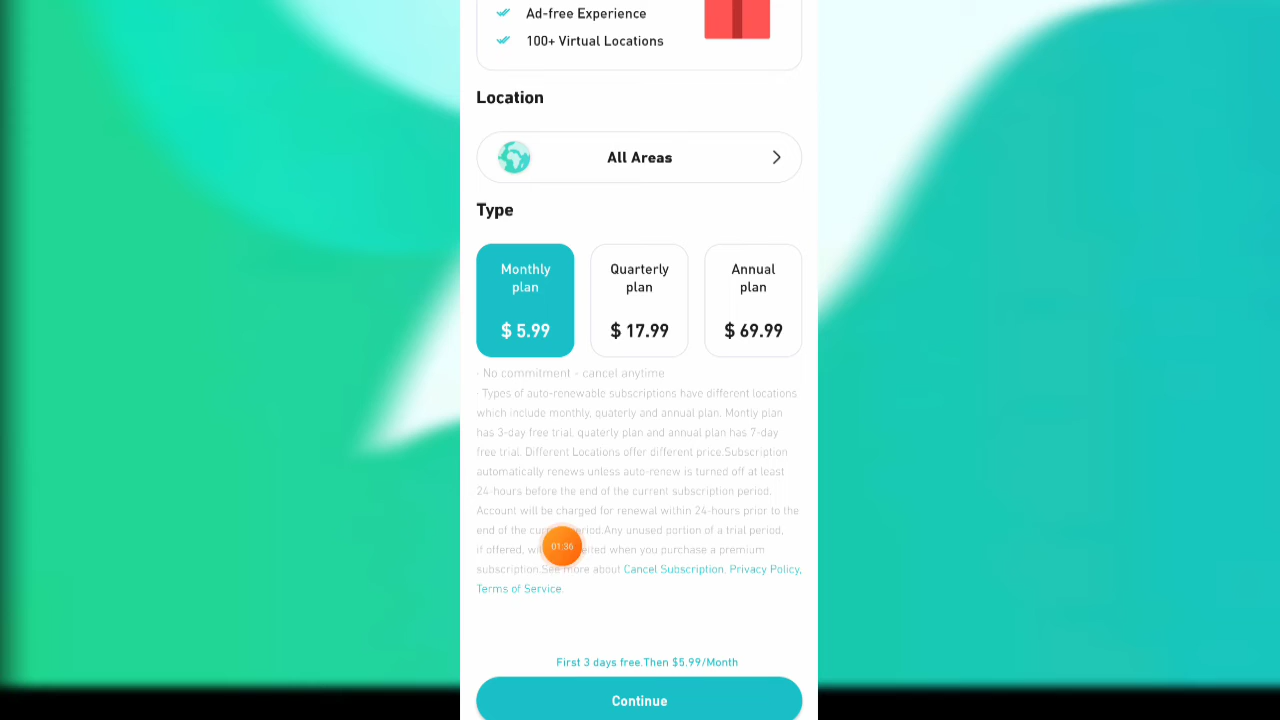 Ad-free Experience
100+ Virtual Locations
Location
All Areas
Type
Monthly plan
$ 5.99
Quarterly plan
$ 17.99
Annual plan
$ 69.99
· No commitment - cancel anytime
· Types of auto-renewable subscriptions have different locations
which include monthly, quaterly and annual plan. Montly plan
has 3-day free trial, quaterly plan and annual plan has 7-day
free trial. Different Locations offer different price.Subscription
automatically renews unless auto-renew is turned off at least
24-hours before the end of the current subscription period.
Account will be charged for renewal within 24-hours prior to the
end of the period.Any unused portion of a trial period,
if offered, when you purchase a premium
subscription.See more about Cancel Subscription, Privacy Policy,
Terms of Service.
01:36
First 3 days free.Then $5.99/Month
Continue